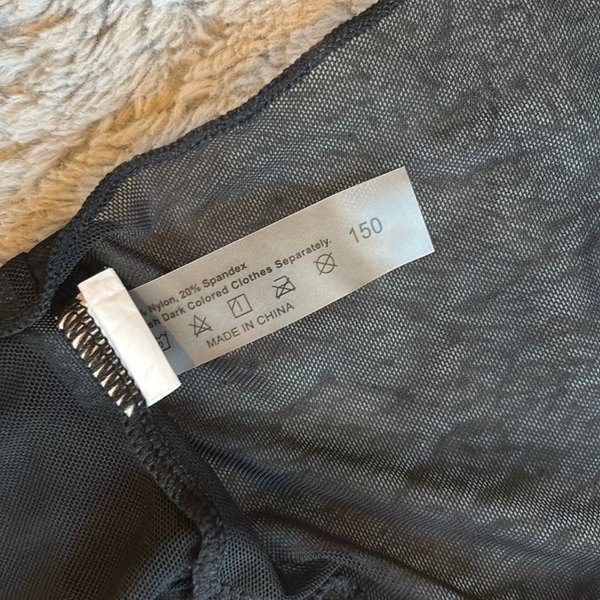 Nylon, 20% Spandex
Dark Colored Clothes Separately.
MADE IN CHINA
150